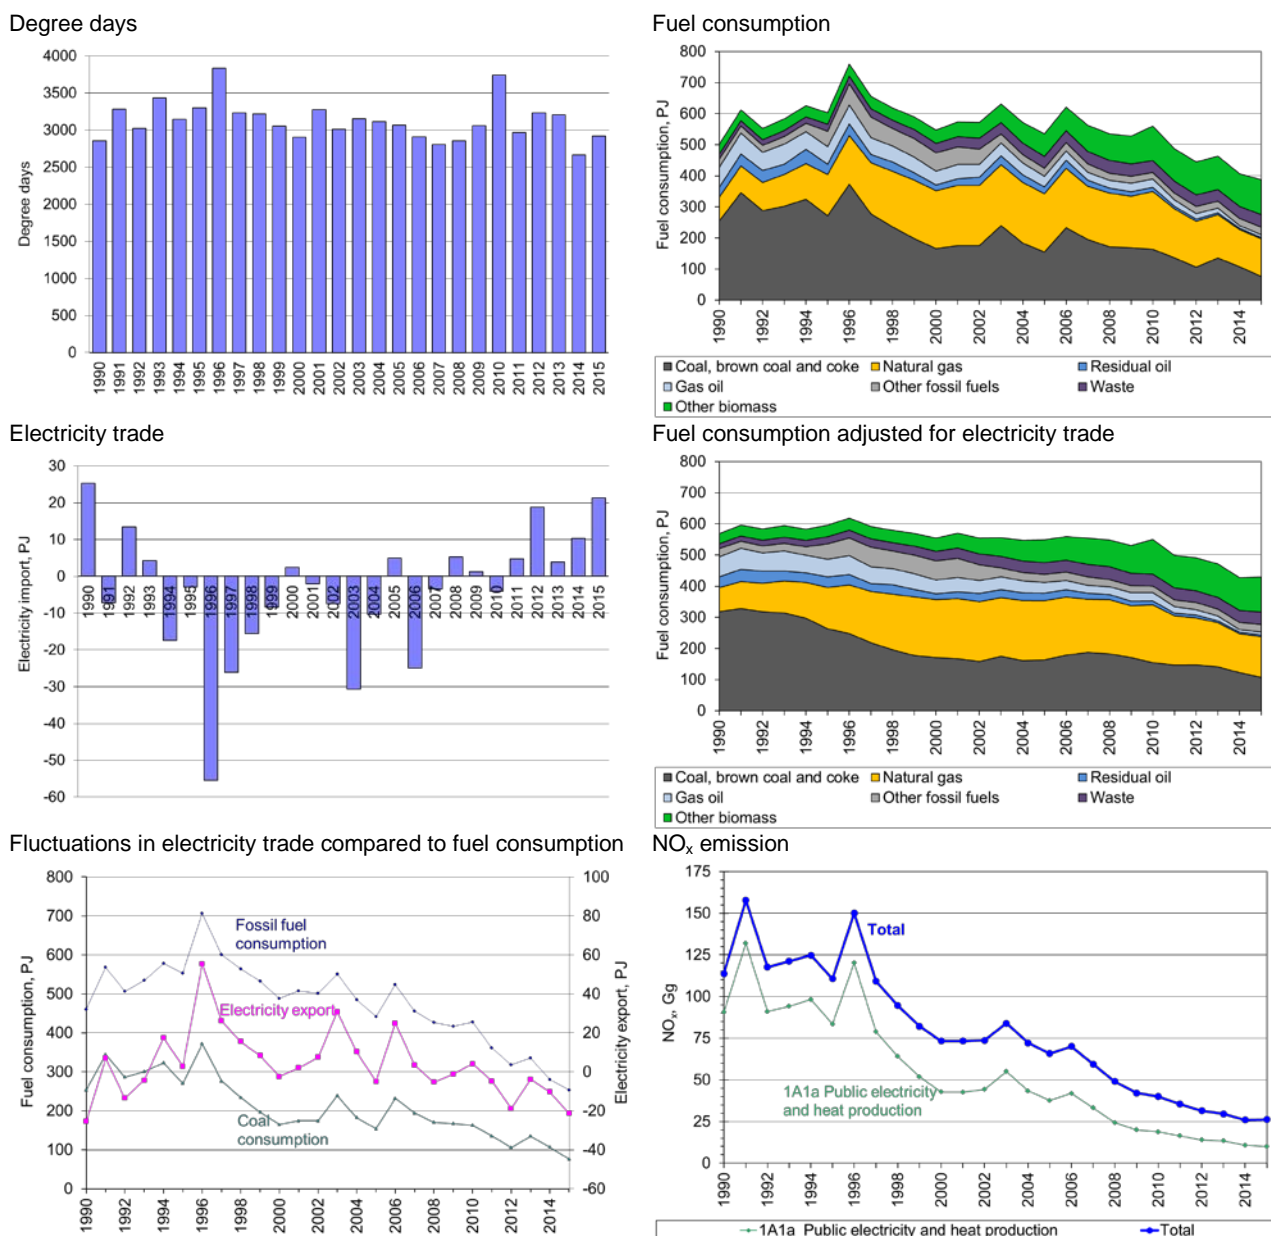 Degree days
4000
3500
3000
2500
2000
1500
1000
500
0
Degree days
1990 1991 1992 1993 1994 1995 1996 1997 1998 1999 2000 2001 2002 2003 2004 2005 2006 2007 2008 2009 2010 2011 2012 2013 2014 2015
Fuel consumption
800
700
600
500
400
300
200
100
0
Fuel consumption, PJ
1990 1992 1994 1996 1998 2000 2002 2004 2006 2008 2010 2012 2014
Coal, brown coal and coke Natural gas Residual oil
Gas oil Other fossil fuels Waste
Other biomass
Electricity trade
30
20
10
0
-10
-20
-30
-40
-50
-60
Electricity import, PJ
1990 1991 1992 1993 1994 1995 1996 1997 1998 1999 2000 2001 2002 2003 2004 2005 2006 2007 2008 2009 2010 2011 2012 2013 2014 2015
Fuel consumption adjusted for electricity trade
800
700
600
500
400
300
200
100
0
Fuel consumption, PJ
1990 1992 1994 1996 1998 2000 2002 2004 2006 2008 2010 2012 2014
Coal, brown coal and coke Natural gas Residual oil
Gas oil Other fossil fuels Waste
Other biomass
Fluctuations in electricity trade compared to fuel consumption
800
700
600
500
400
300
200
100
0
Fuel consumption, PJ
Fossil fuel
consumption
Electricity export
Coal
consumption
100
80
60
40
20
0
-20
-40
-60
Electricity export, PJ
1990 1992 1994 1996 1998 2000 2002 2004 2006 2008 2010 2012 2014
NOx emission
175
150
125
100
75
50
25
0
NOx, Gg
Total
1A1a Public electricity
and heat production
1990 1992 1994 1996 1998 2000 2002 2004 2006 2008 2010 2012 2014
1A1a Public electricity and heat production Total